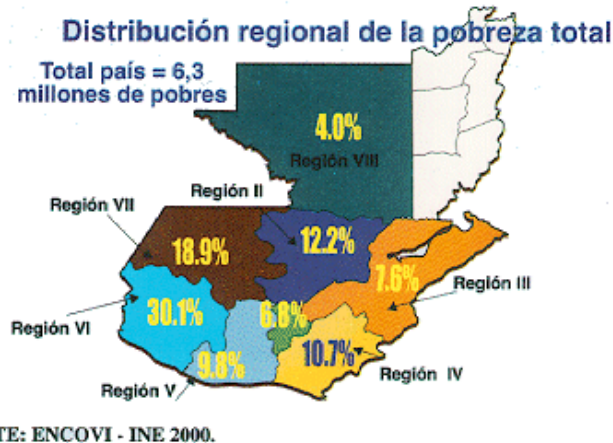 Distribución regional de la pobreza total
Total país = 6,3
millones de pobres
4.0%
Región VIII
Región II
Región VII
12.2%
18.9%
7.6%
Región III
30.1%
6.8%
Región VI
10.7%
9.8%
Región IV
Región V
TE: ENCOVI - INE 2000.